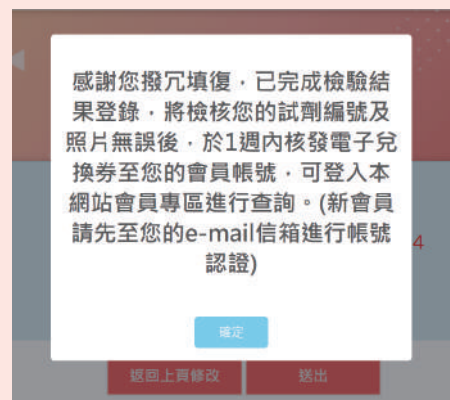 感謝您撥冗填復，已完成檢驗結
果登錄，將檢核您的試劑編號及
照片無誤後，於1週內核發電子兌
換券至您的會員帳號，可登入本
網站會員專區進行查詢。(新會員
請先至您的e-mail信箱進行帳號
認證)
4
確定
返回上頁修改
送出